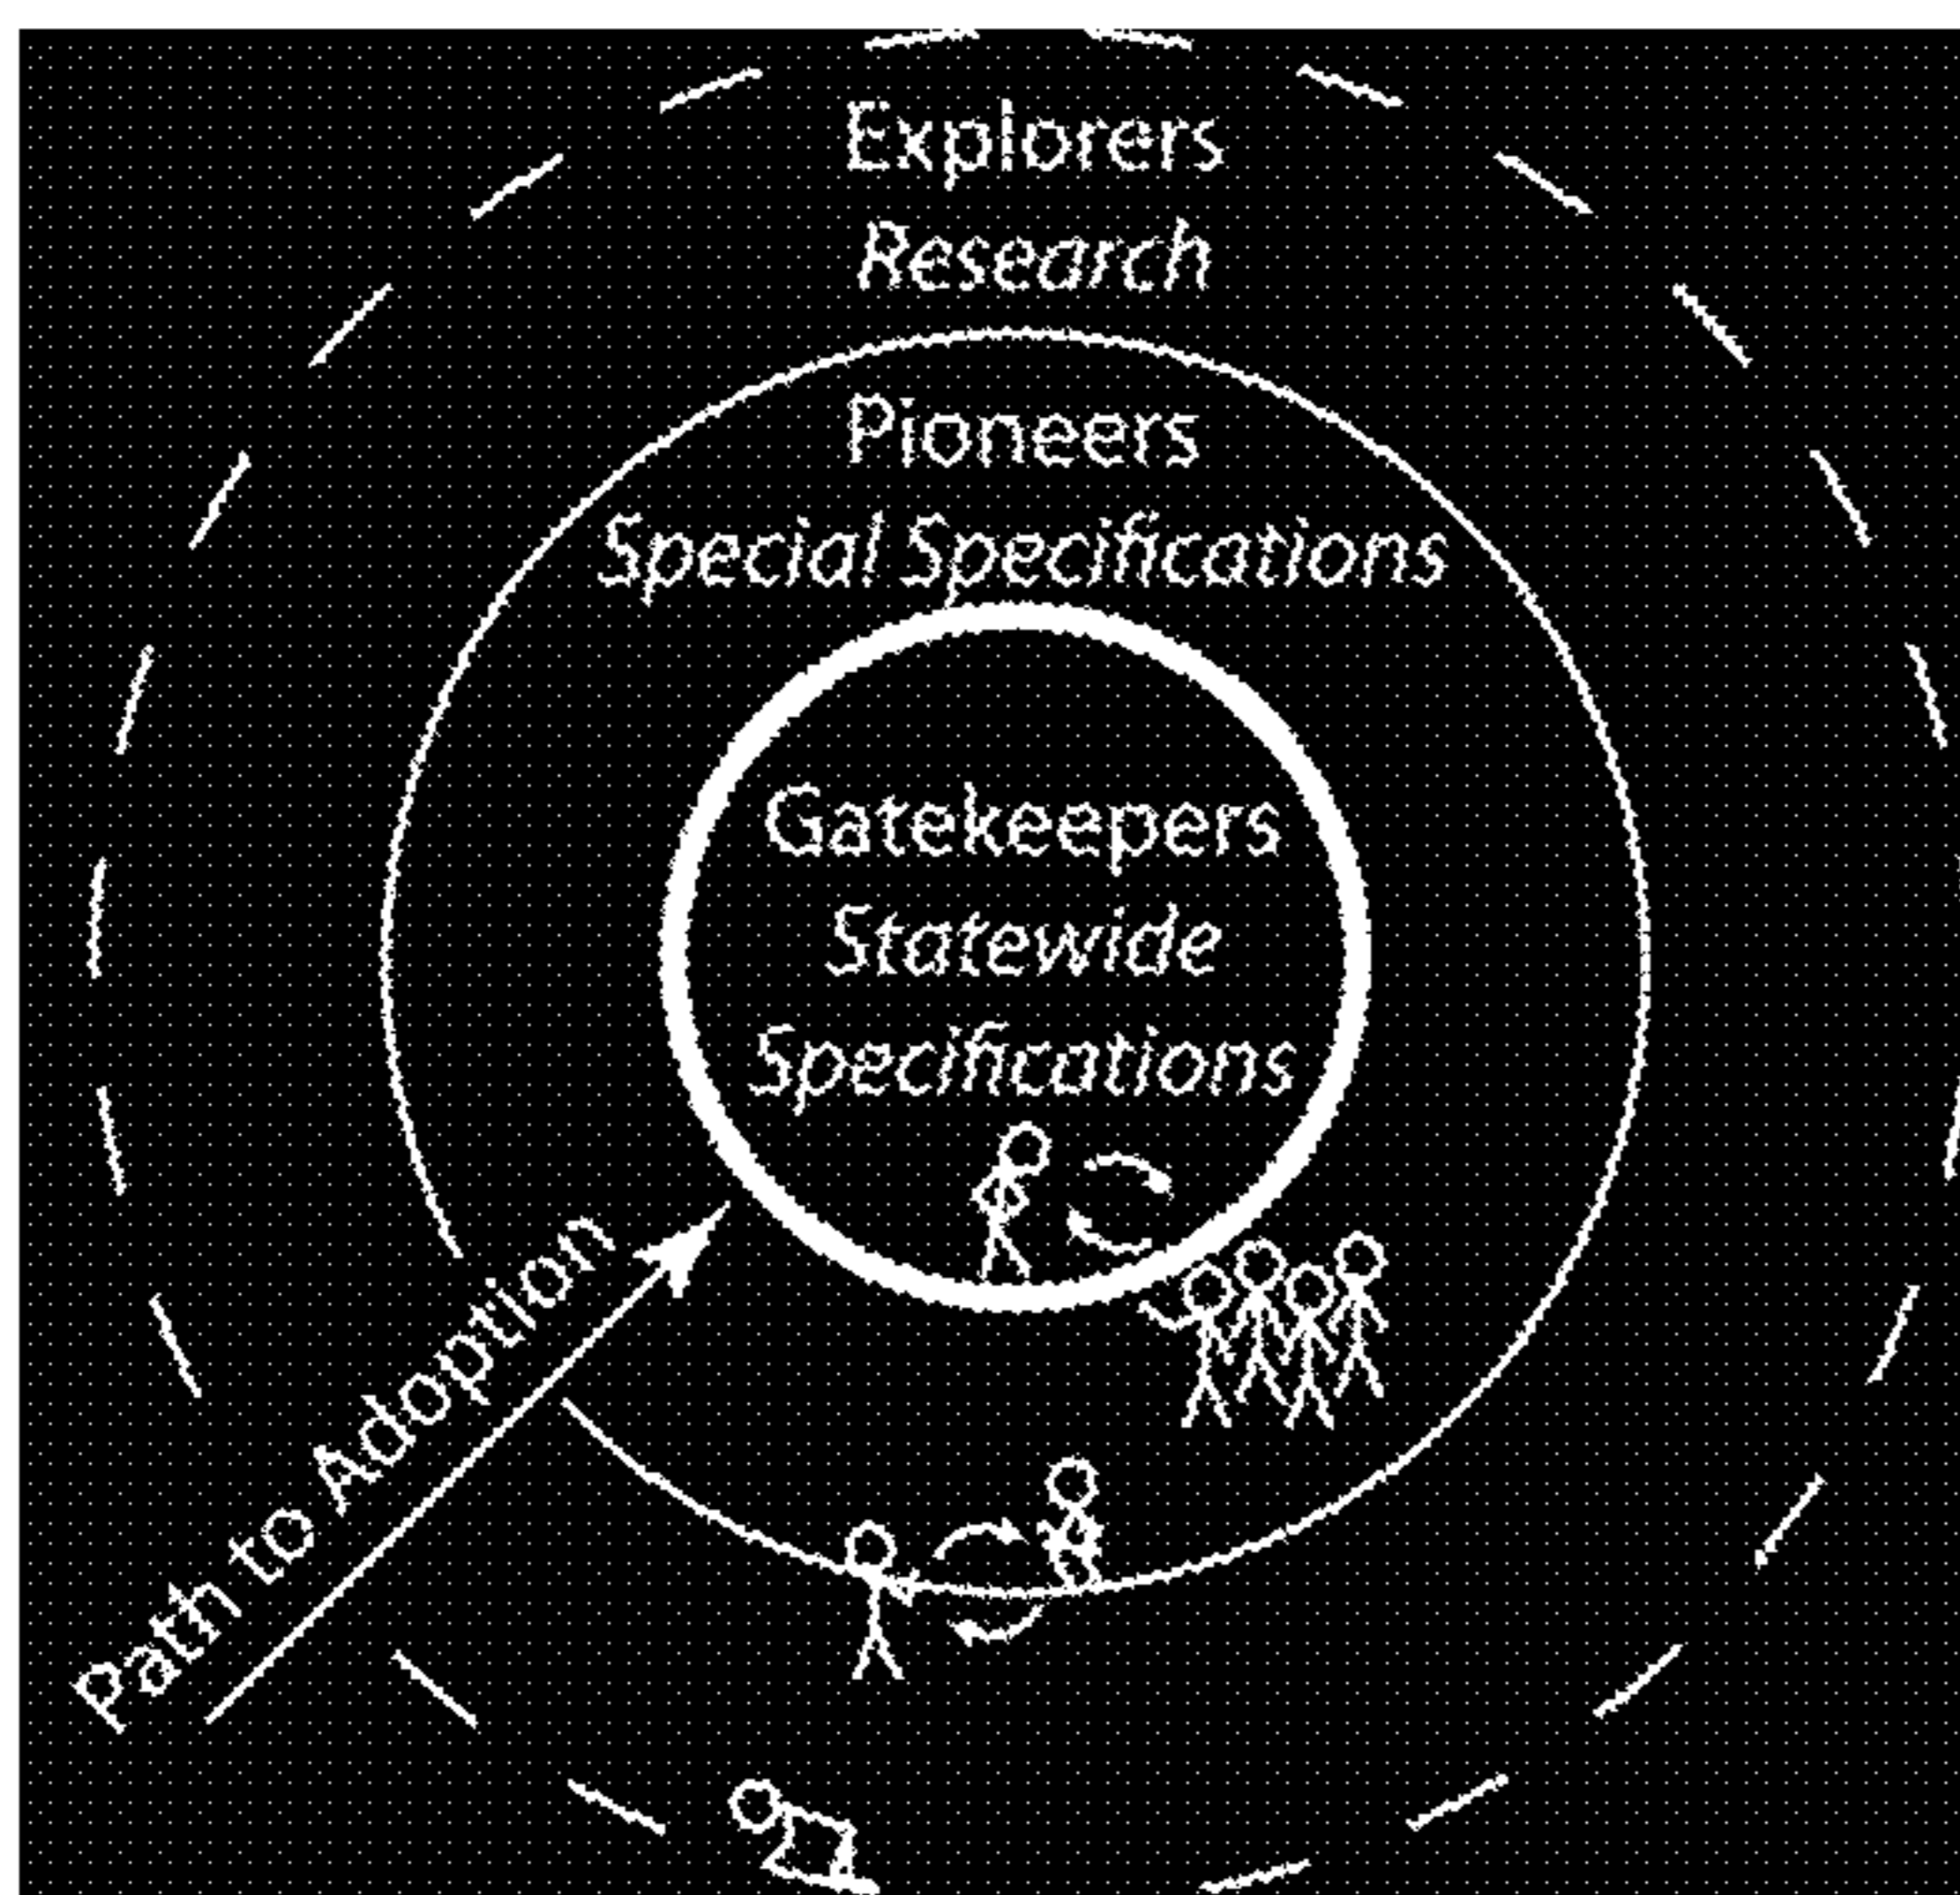 Explorers
Research
Pioneers
Special Specifications
Gatekeepers
Statewide
Specifications
Path to Adoption